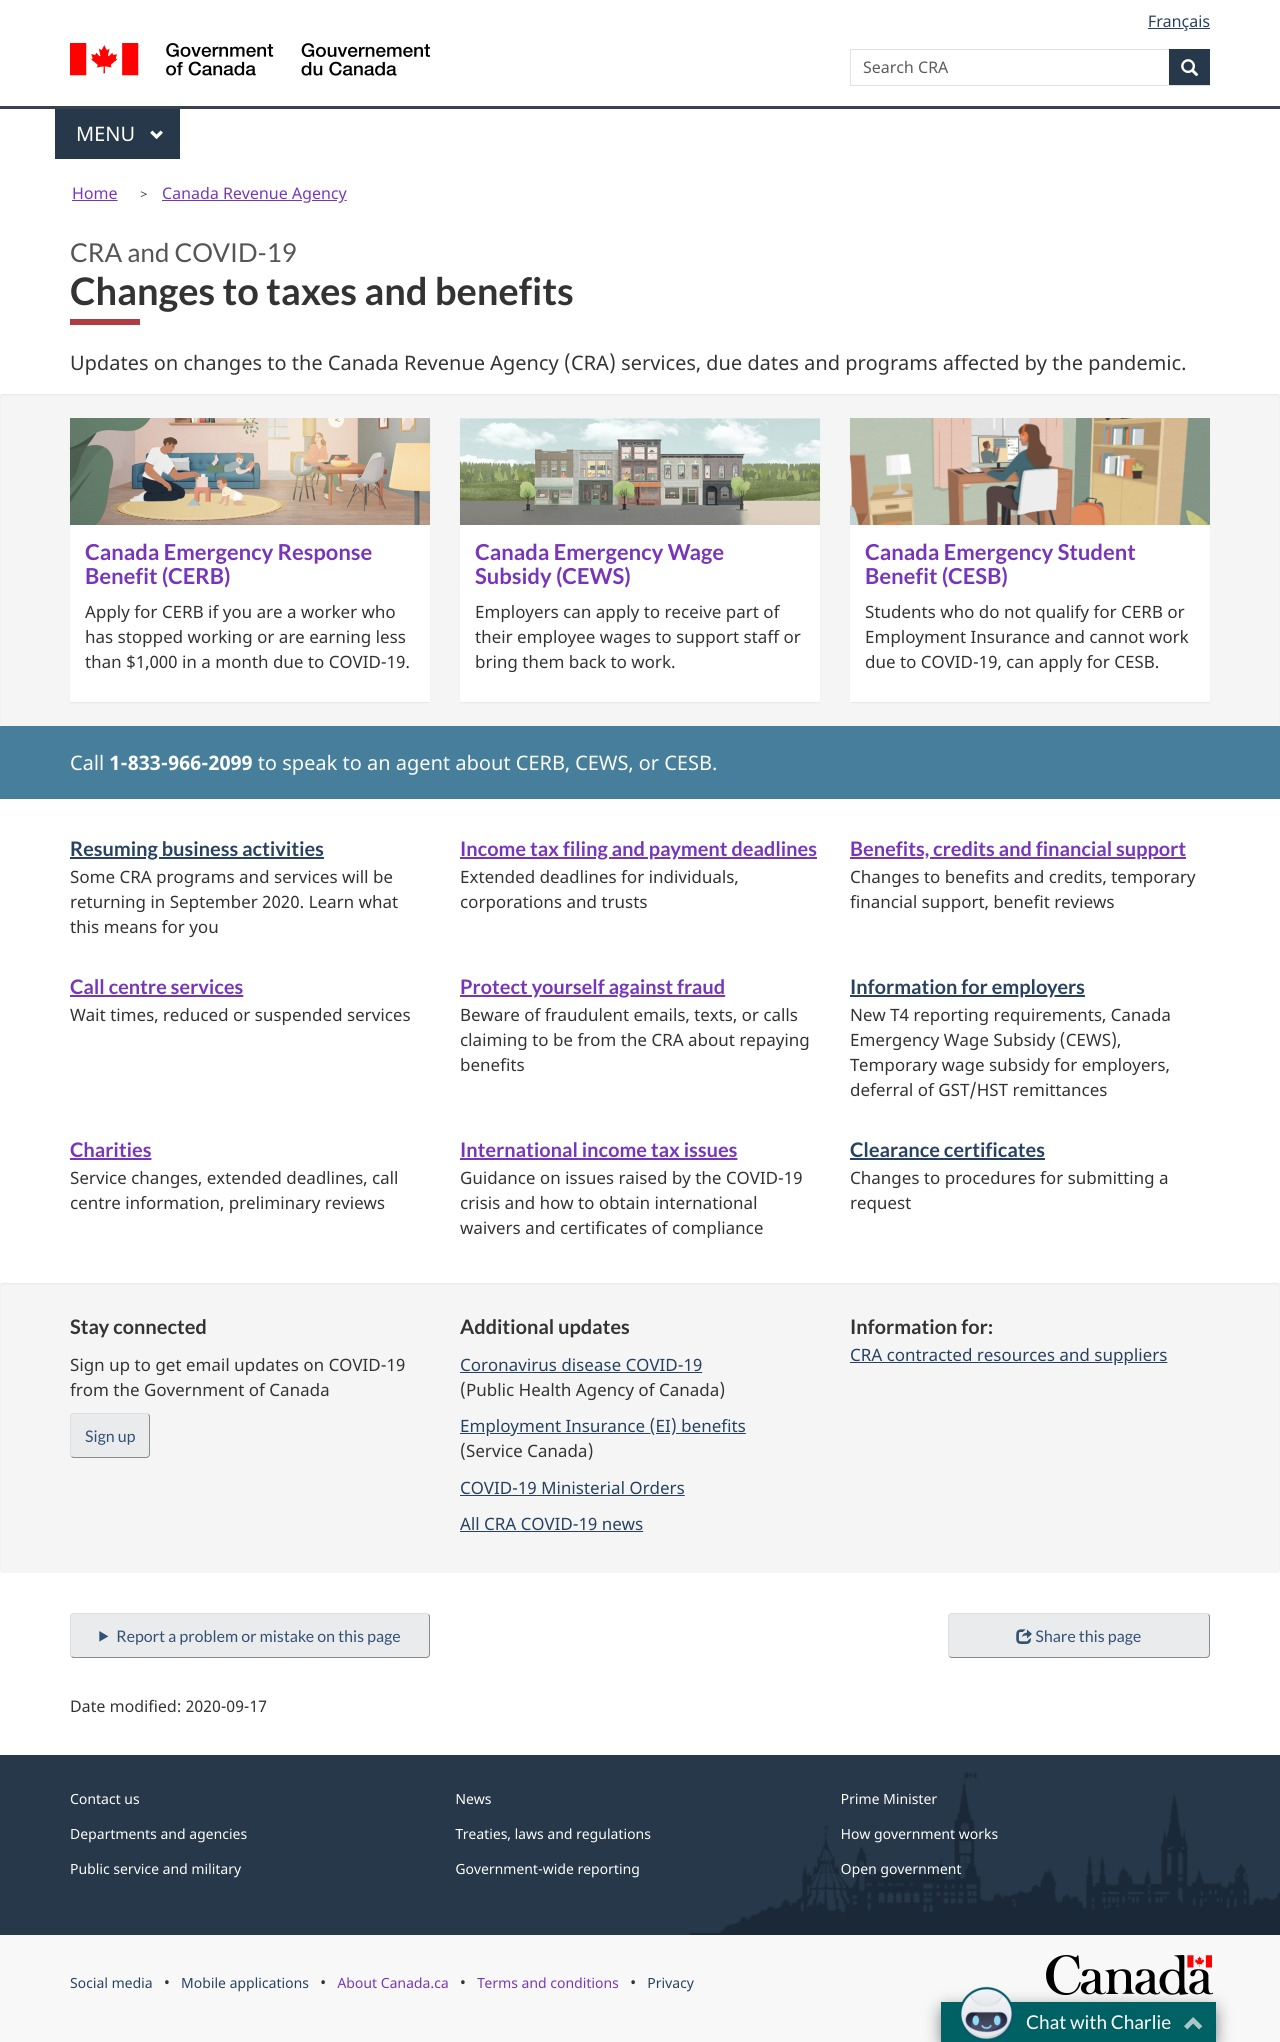 Français
Government
of Canada
Gouvernement
du Canada
Search CRA
MENU
Home > Canada Revenue Agency
CRA and COVID-19
Changes to taxes and benefits
Updates on changes to the Canada Revenue Agency (CRA) services, due dates and programs affected by the pandemic.
Canada Emergency Response
Benefit (CERB)
Apply for CERB if you are a worker who
has stopped working or are earning less
than $1,000 in a month due to COVID-19.
Canada Emergency Wage
Subsidy (CEWS)
Employers can apply to receive part of
their employee wages to support staff or
bring them back to work.
Canada Emergency Student
Benefit (CESB)
Students who do not qualify for CERB or
Employment Insurance and cannot work
due to COVID-19, can apply for CESB.
Call 1-833-966-2099 to speak to an agent about CERB, CEWS, or CESB.
Resuming business activities
Some CRA programs and services will be
returning in September 2020. Learn what
this means for you
Income tax filing and payment deadlines
Extended deadlines for individuals,
corporations and trusts
Benefits, credits and financial support
Changes to benefits and credits, temporary
financial support, benefit reviews
Call centre services
Wait times, reduced or suspended services
Protect yourself against fraud
Beware of fraudulent emails, texts, or calls
claiming to be from the CRA about repaying
benefits
Information for employers
New T4 reporting requirements, Canada
Emergency Wage Subsidy (CEWS),
Temporary wage subsidy for employers,
deferral of GST/HST remittances
Charities
Service changes, extended deadlines, call
centre information, preliminary reviews
International income tax issues
Guidance on issues raised by the COVID-19
crisis and how to obtain international
waivers and certificates of compliance
Clearance certificates
Changes to procedures for submitting a
request
Stay connected
Sign up to get email updates on COVID-19
from the Government of Canada
Sign up
Additional updates
Coronavirus disease COVID-19
(Public Health Agency of Canada)
Employment Insurance (EI) benefits
(Service Canada)
COVID-19 Ministerial Orders
All CRA COVID-19 news
Information for:
CRA contracted resources and suppliers
Report a problem or mistake on this page
Share this page
Date modified: 2020-09-17
Contact us
Departments and agencies
Public service and military
News
Treaties, laws and regulations
Government-wide reporting
Prime Minister
How government works
Open government
Social media • Mobile applications • About Canada.ca • Terms and conditions • Privacy
Canada
Chat with Charlie